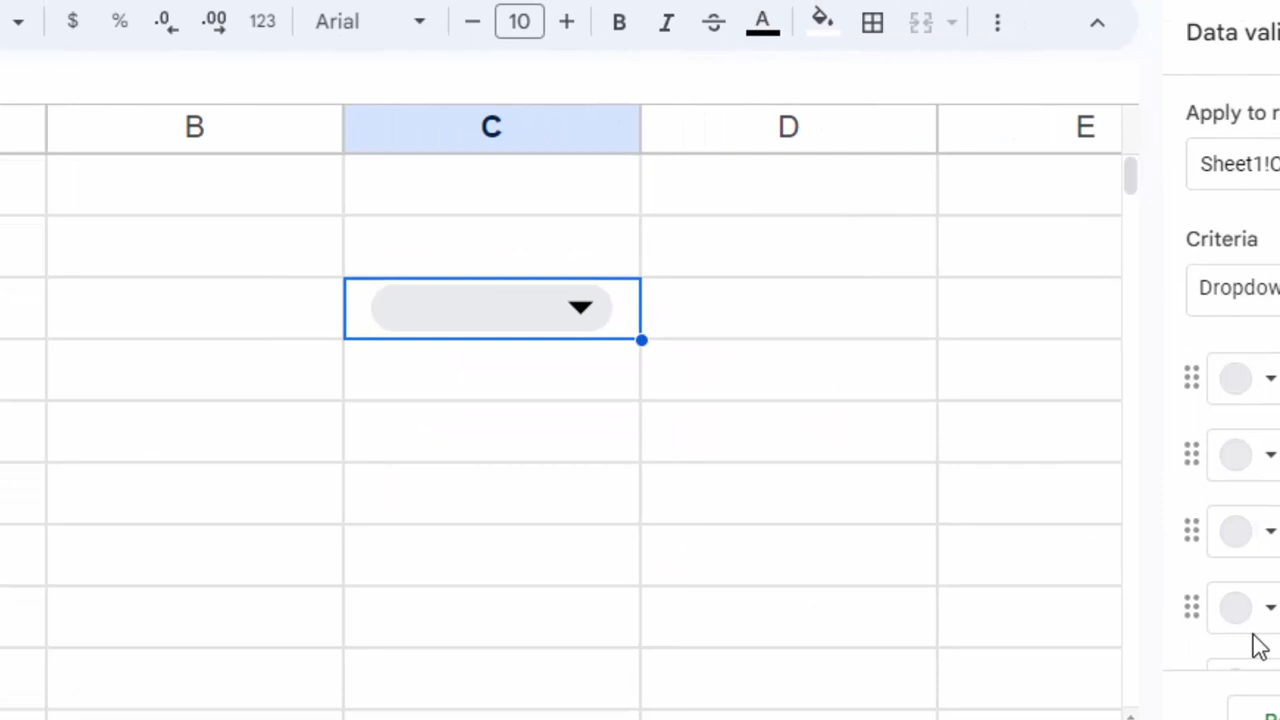 $ % .0 .00 123 Arial 10 B I S A
Data vali
B C D E
Apply to r
Sheet1!C
Criteria
Dropdow